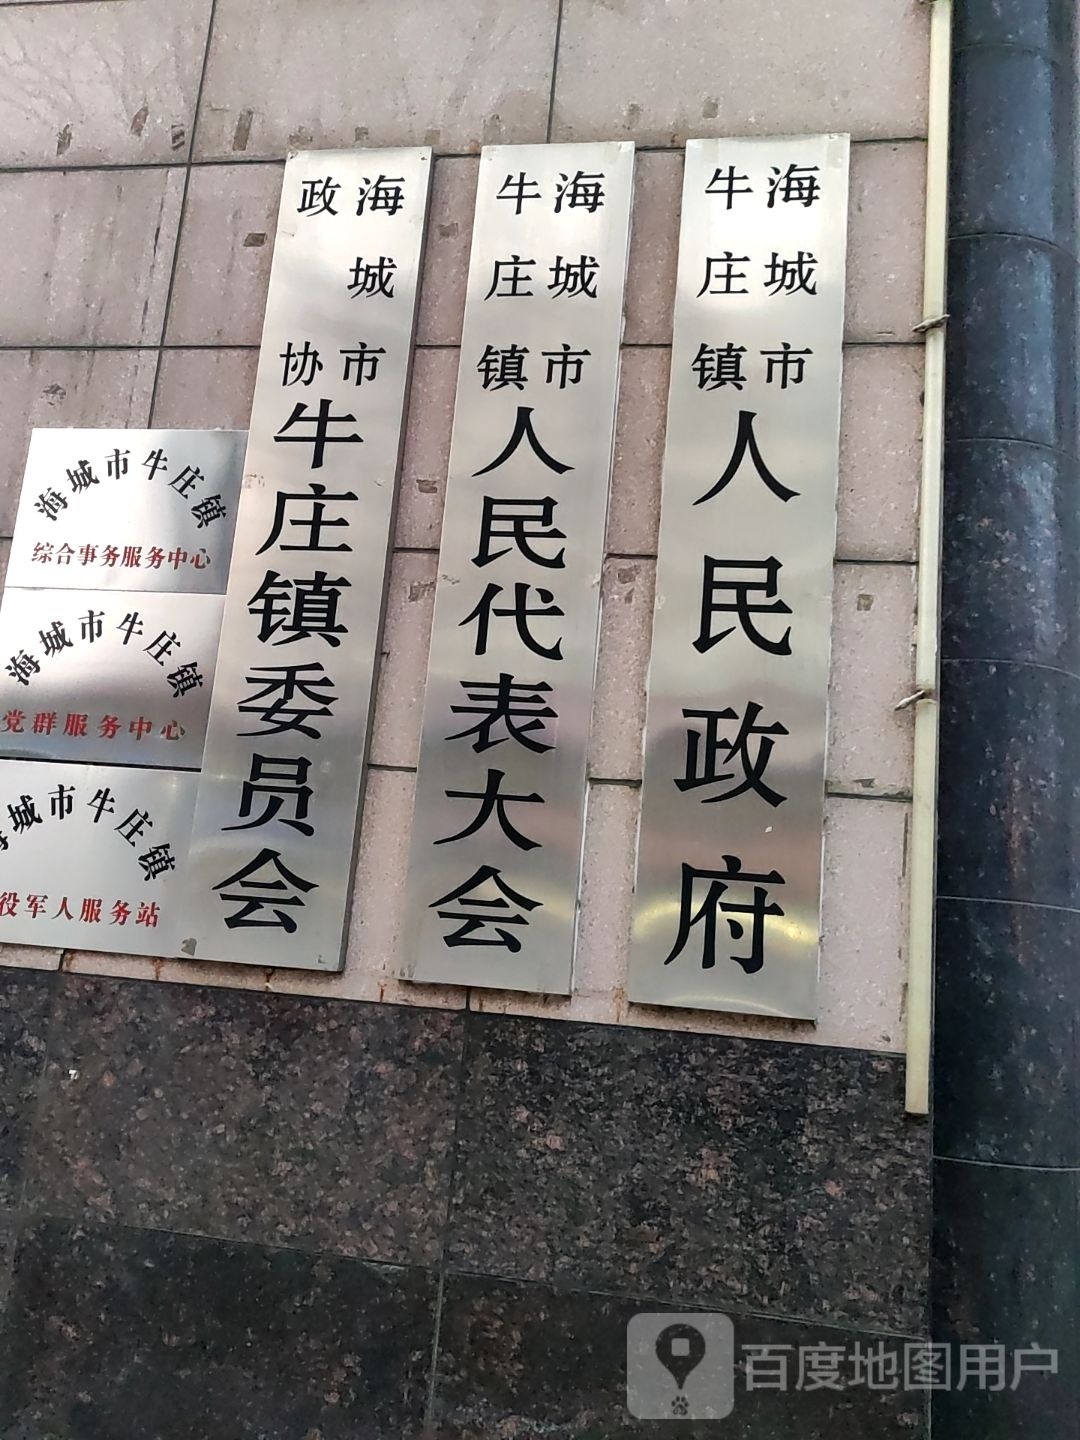 海城市
牛庄镇
人民政府
海城市
牛庄镇
人民代表大会
海城市
政协
牛庄镇委员会
海城市牛庄镇
综合事务服务中心
海城市牛庄镇
党群服务中心
海城市牛庄镇
役军人服务站
百度地图用户